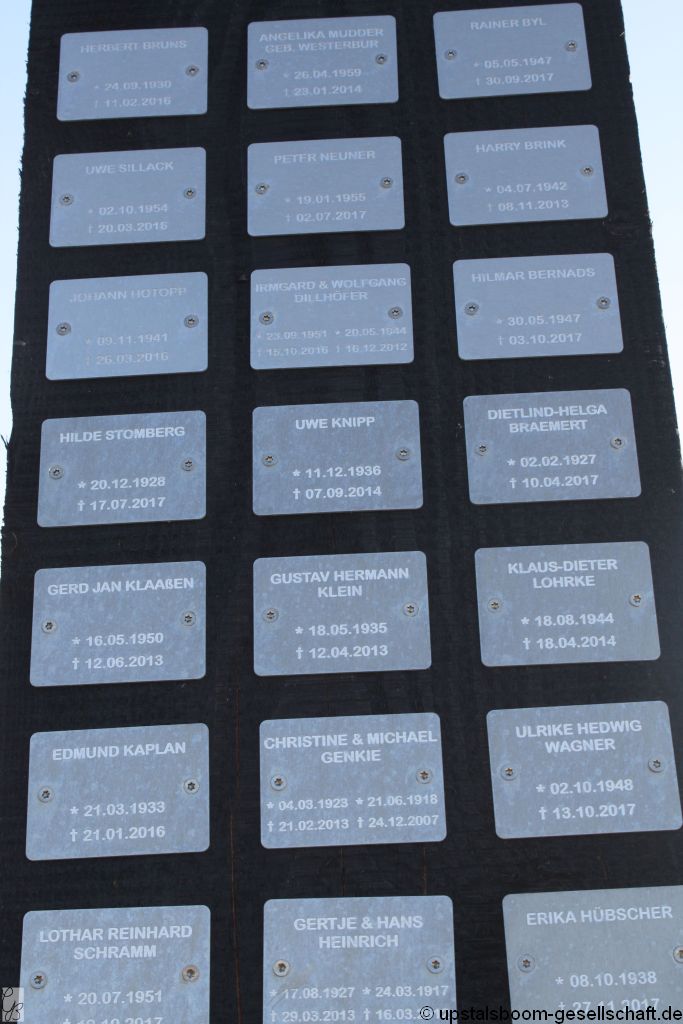 HERBERT BRUNS
* 24.09.1930
† 11.02.2016
ANGELIKA MUDDER
GEB. WESTERBUR
* 26.04.1959
† 23.01.2014
RAINER BYL
* 05.05.1947
† 30.09.2017
UWE SILLACK
* 02.10.1954
† 20.03.2016
PETER NEUNER
* 19.01.1955
† 02.07.2017
HARRY BRINK
* 04.07.1942
† 08.11.2013
JOHANN HOTOPP
* 09.11.1941
† 26.03.2016
IRMGARD & WOLFGANG
DILLHÖFER
* 23.09.1951 * 20.05.1944
† 15.10.2016 † 16.12.2012
HILMAR BERNADS
* 30.05.1947
† 03.10.2017
HILDE STOMBERG
* 20.12.1928
† 17.07.2017
UWE KNIPP
* 11.12.1936
† 07.09.2014
DIETLIND-HELGA
BRAEMERT
* 02.02.1927
† 10.04.2017
GERD JAN KLAAßEN
* 16.05.1950
† 12.06.2013
GUSTAV HERMANN
KLEIN
* 18.05.1935
† 12.04.2013
KLAUS-DIETER
LOHRKE
* 18.08.1944
† 18.04.2014
EDMUND KAPLAN
* 21.03.1933
† 21.01.2016
CHRISTINE & MICHAEL
GENKIE
* 04.03.1923 * 21.06.1918
† 21.02.2013 † 24.12.2007
ULRIKE HEDWIG
WAGNER
* 02.10.1948
† 13.10.2017
LOTHAR REINHARD
SCHRAMM
* 20.07.1951
GERTJE & HANS
HEINRICH
* 17.08.1927 * 24.03.1917
† 29.03.2013 † 16.03.2
ERIKA HÜBSCHER
* 08.10.1938
† 27.11.2017
© upstalsboom-gesellschaft.de